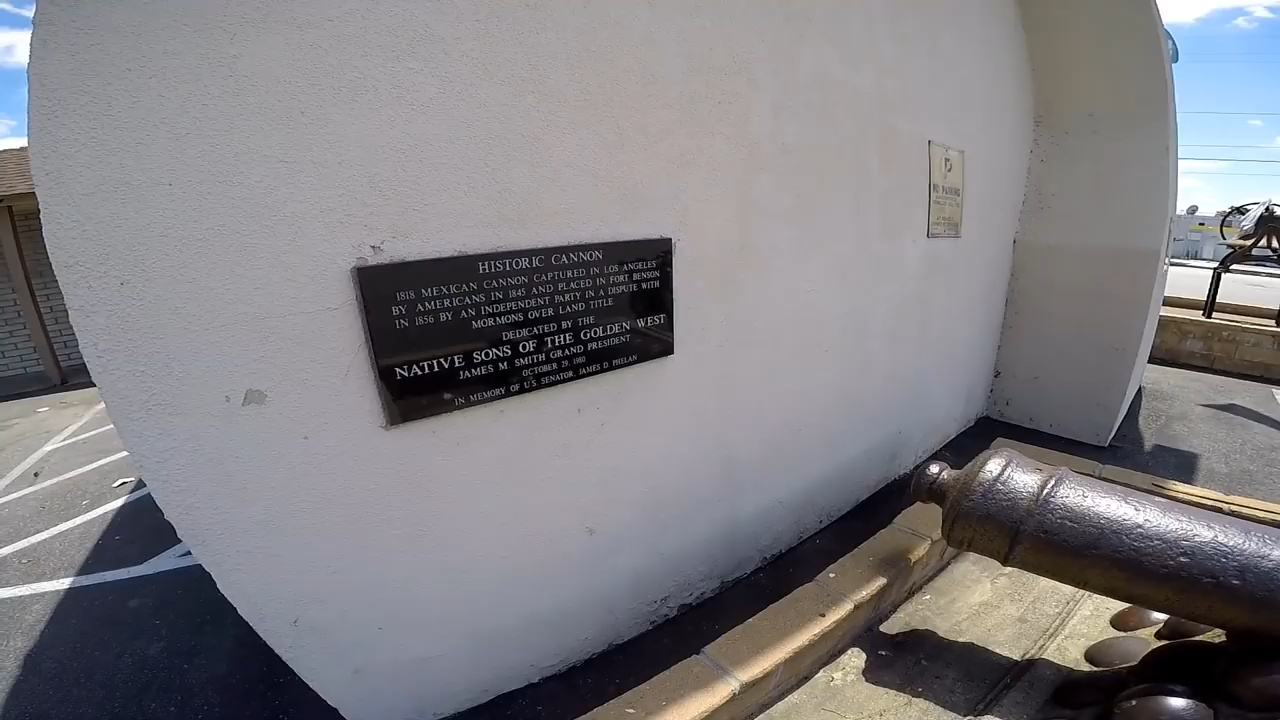 HISTORIC CANNON
1818 MEXICAN CANNON CAPTURED IN LOS ANGELES
BY AMERICANS IN 1845 AND PLACED IN FORT BENSON
IN 1856 BY AN INDEPENDENT PARTY IN A DISPUTE WITH
MORMONS OVER LAND TITLE.
DEDICATED BY THE
NATIVE SONS OF THE GOLDEN WEST
JAMES M. SMITH GRAND PRESIDENT
OCTOBER 29, 1980
IN MEMORY OF U.S. SENATOR, JAMES D. PHELAN
P
NO PARKING